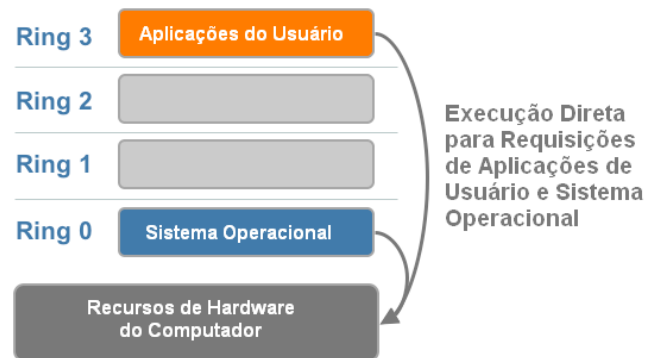 Ring 3
Aplicações do Usuário
Ring 2
Ring 1
Ring 0
Sistema Operacional
Recursos de Hardware
do Computador
Execução Direta
para Requisições
de Aplicações de
Usuário e Sistema
Operacional